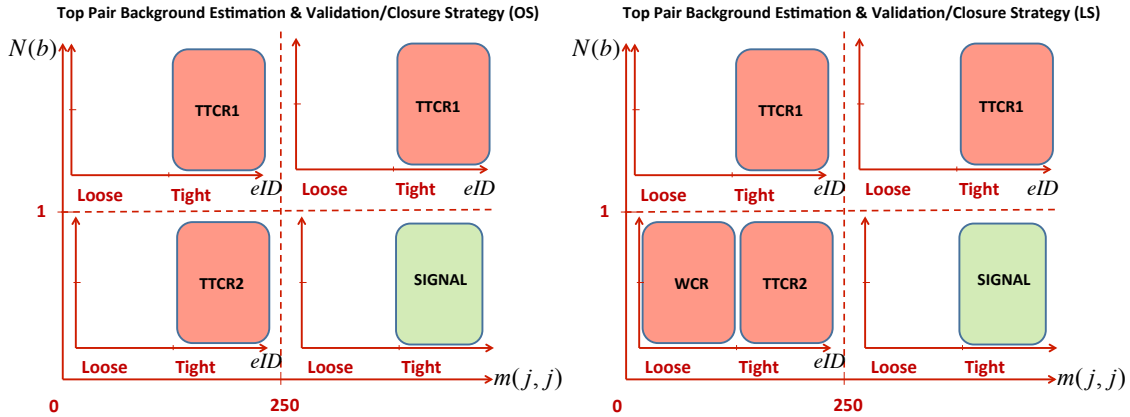 Top Pair Background Estimation & Validation/Closure Strategy (OS)
N(b)
TTCR1
TTCR1
Loose Tight eID
Loose Tight eID
1
TTCR2
SIGNAL
Loose Tight eID
Loose Tight
m(j, j)
0 250
Top Pair Background Estimation & Validation/Closure Strategy (LS)
N(b)
TTCR1
TTCR1
Loose Tight eID
Loose Tight eID
1
WCR TTCR2
SIGNAL
Loose Tight eID
Loose Tight
m(j, j)
0 250